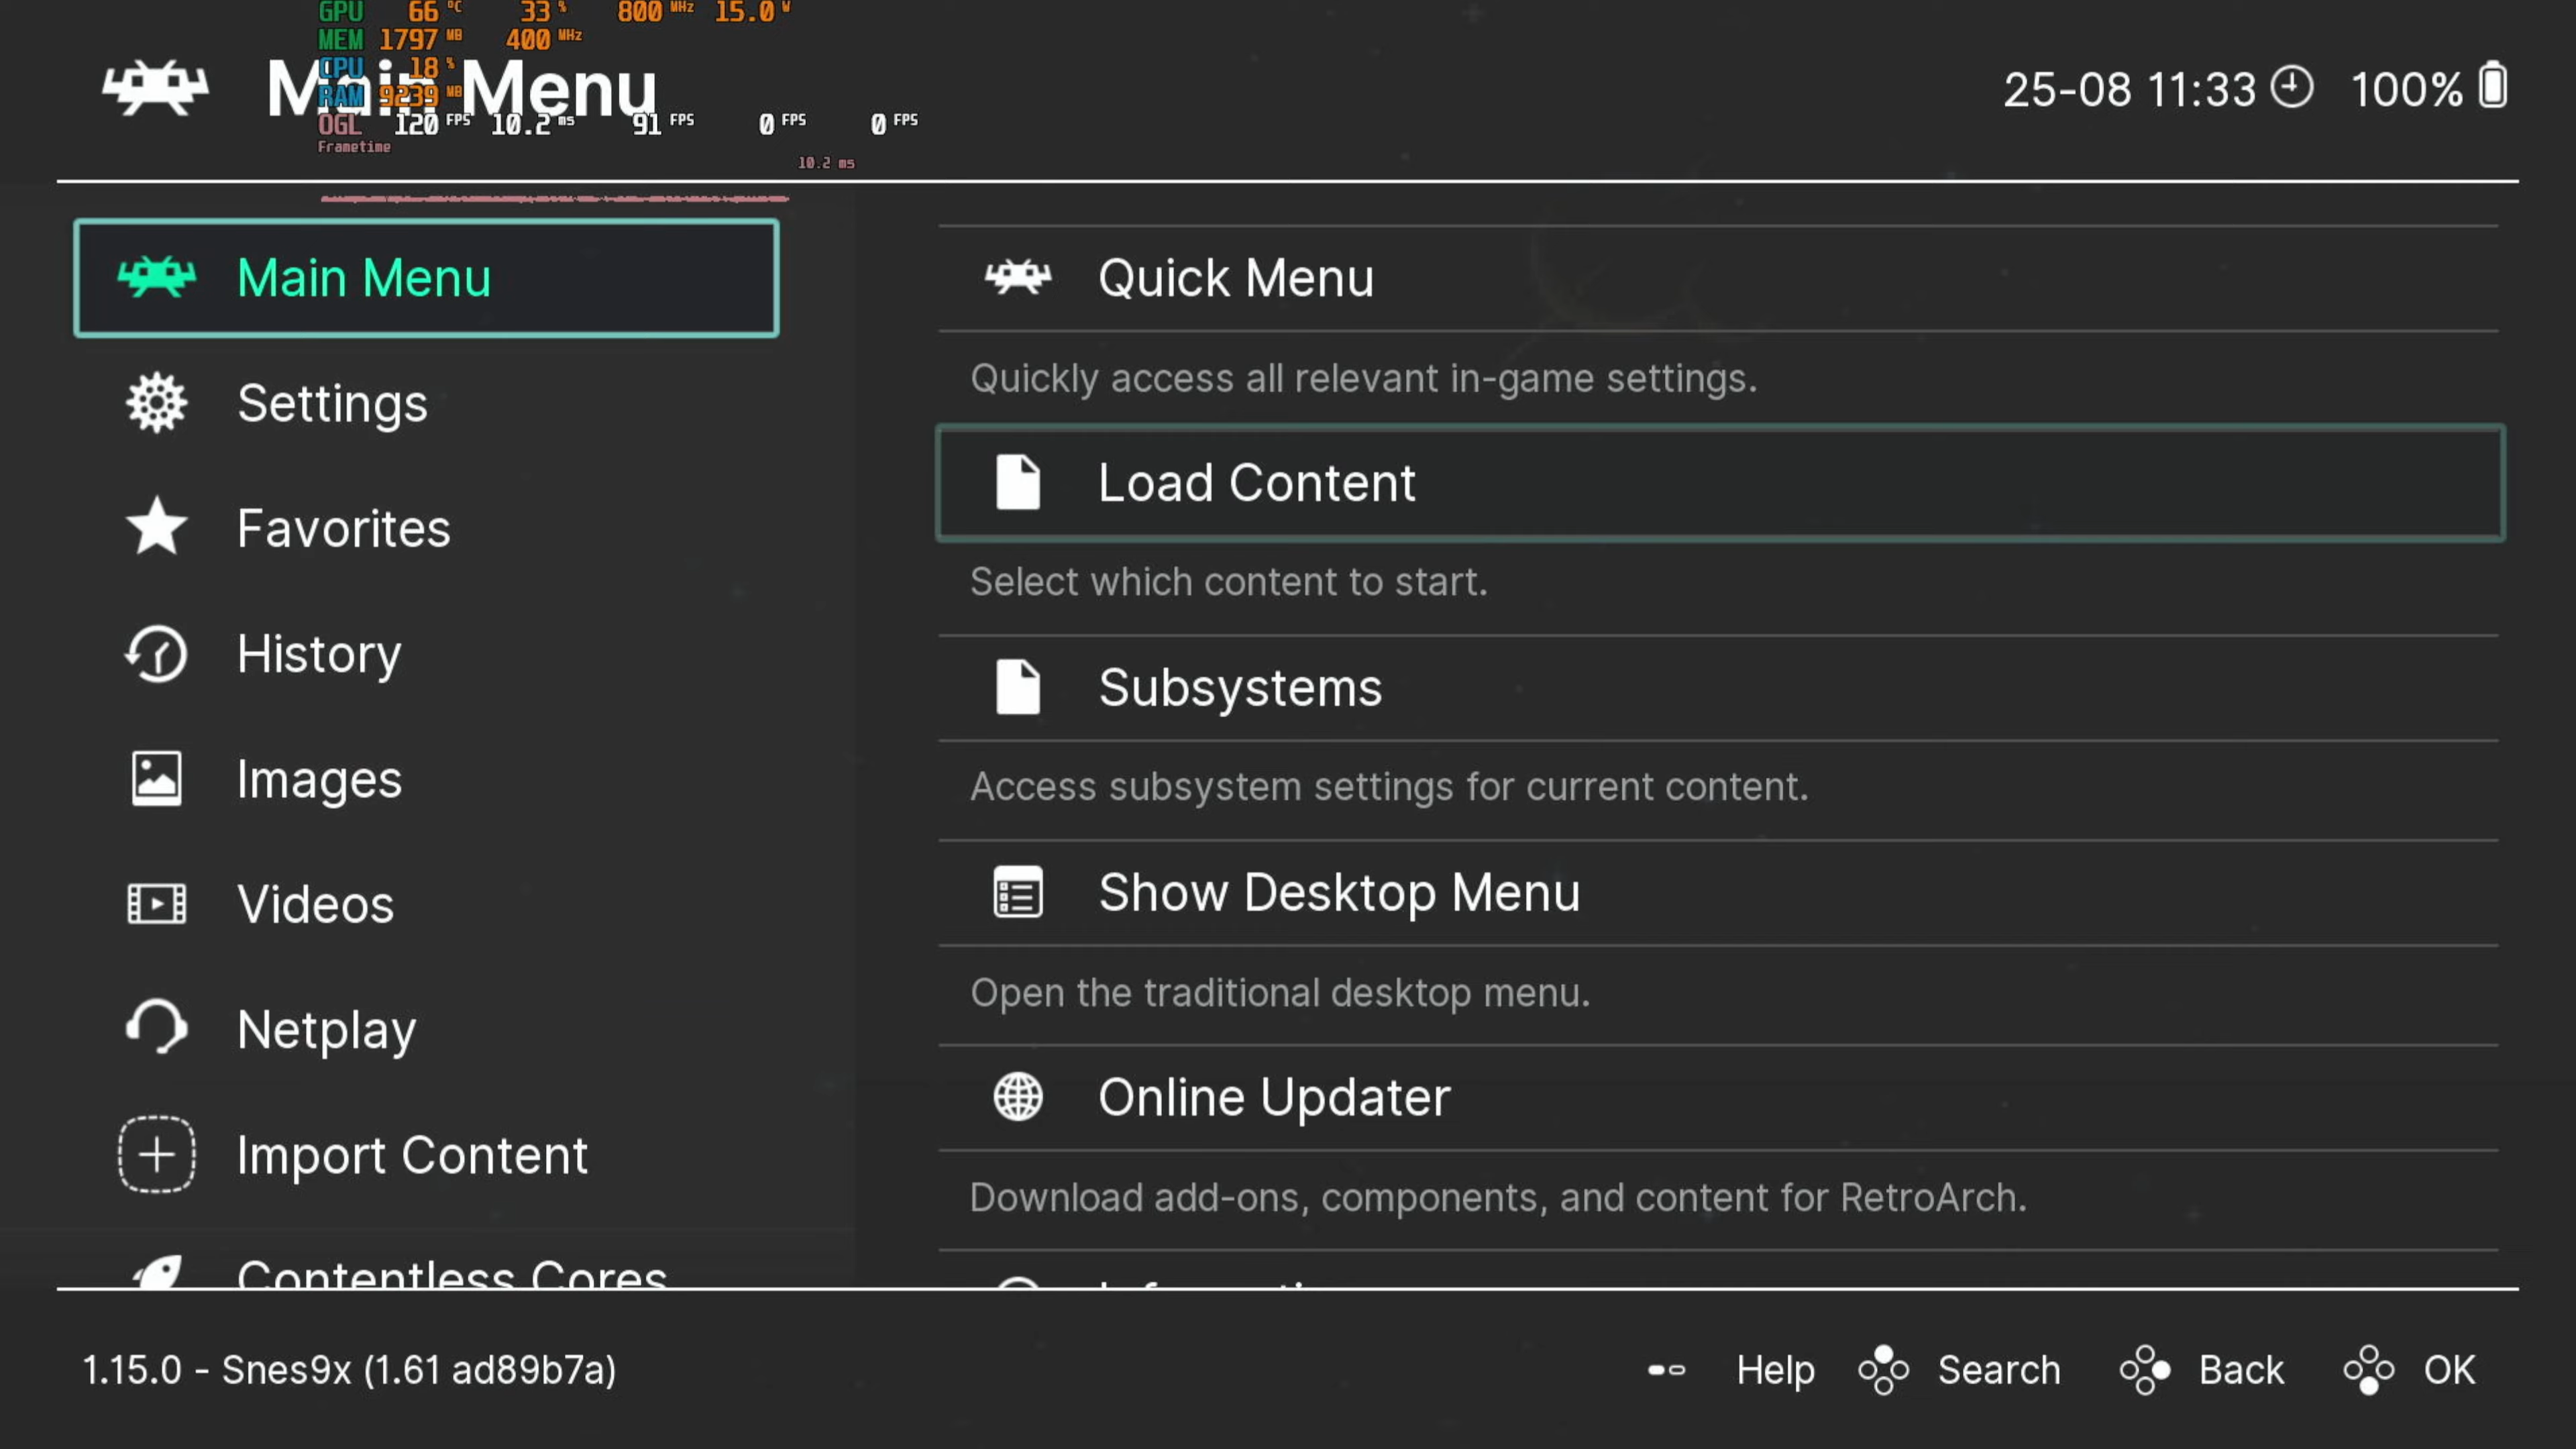 GPU 66 °C 33 % 800 MHz 15.0 W
MEM 1797 MB 400 MHz
CPU 18 %
RAM 9239 MB
OGL 120 FPS 10.2 ms 91 FPS 0 FPS 0 FPS
Frametime
10.2 ms
Main Menu
25-08 11:33 100%
Main Menu
Settings
Favorites
History
Images
Videos
Netplay
Import Content
Contentless Cores
Quick Menu
Quickly access all relevant in-game settings.
Load Content
Select which content to start.
Subsystems
Access subsystem settings for current content.
Show Desktop Menu
Open the traditional desktop menu.
Online Updater
Download add-ons, components, and content for RetroArch.
1.15.0 - Snes9x (1.61 ad89b7a)
Help Search Back OK